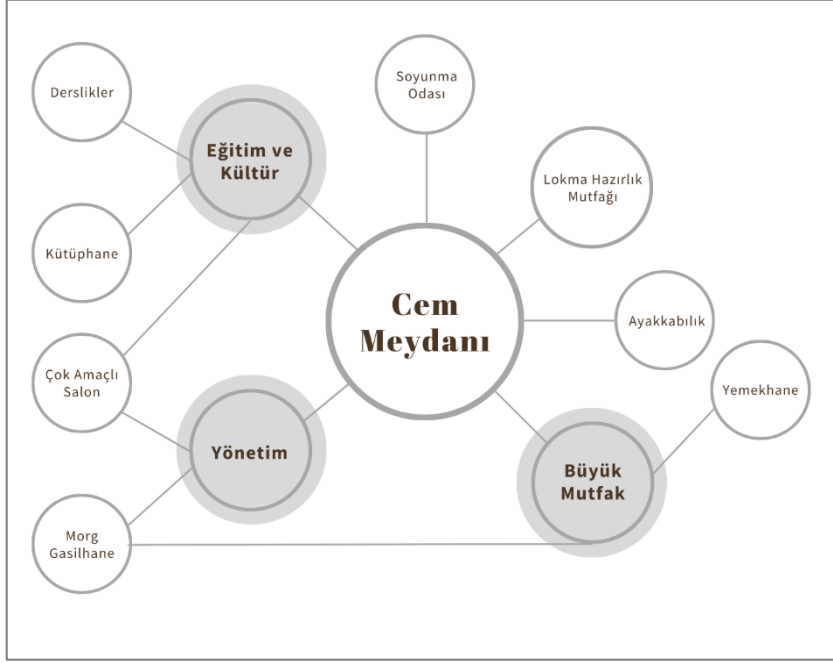 Derslikler
Eğitim ve
Kültür
Soyunma
Odası
Lokma Hazırlık
Mutfağı
Kütüphane
Cem
Meydanı
Ayakkabılık
Çok Amaçlı
Salon
Yemekhane
Yönetim
Büyük
Mutfak
Morg
Gasilhane